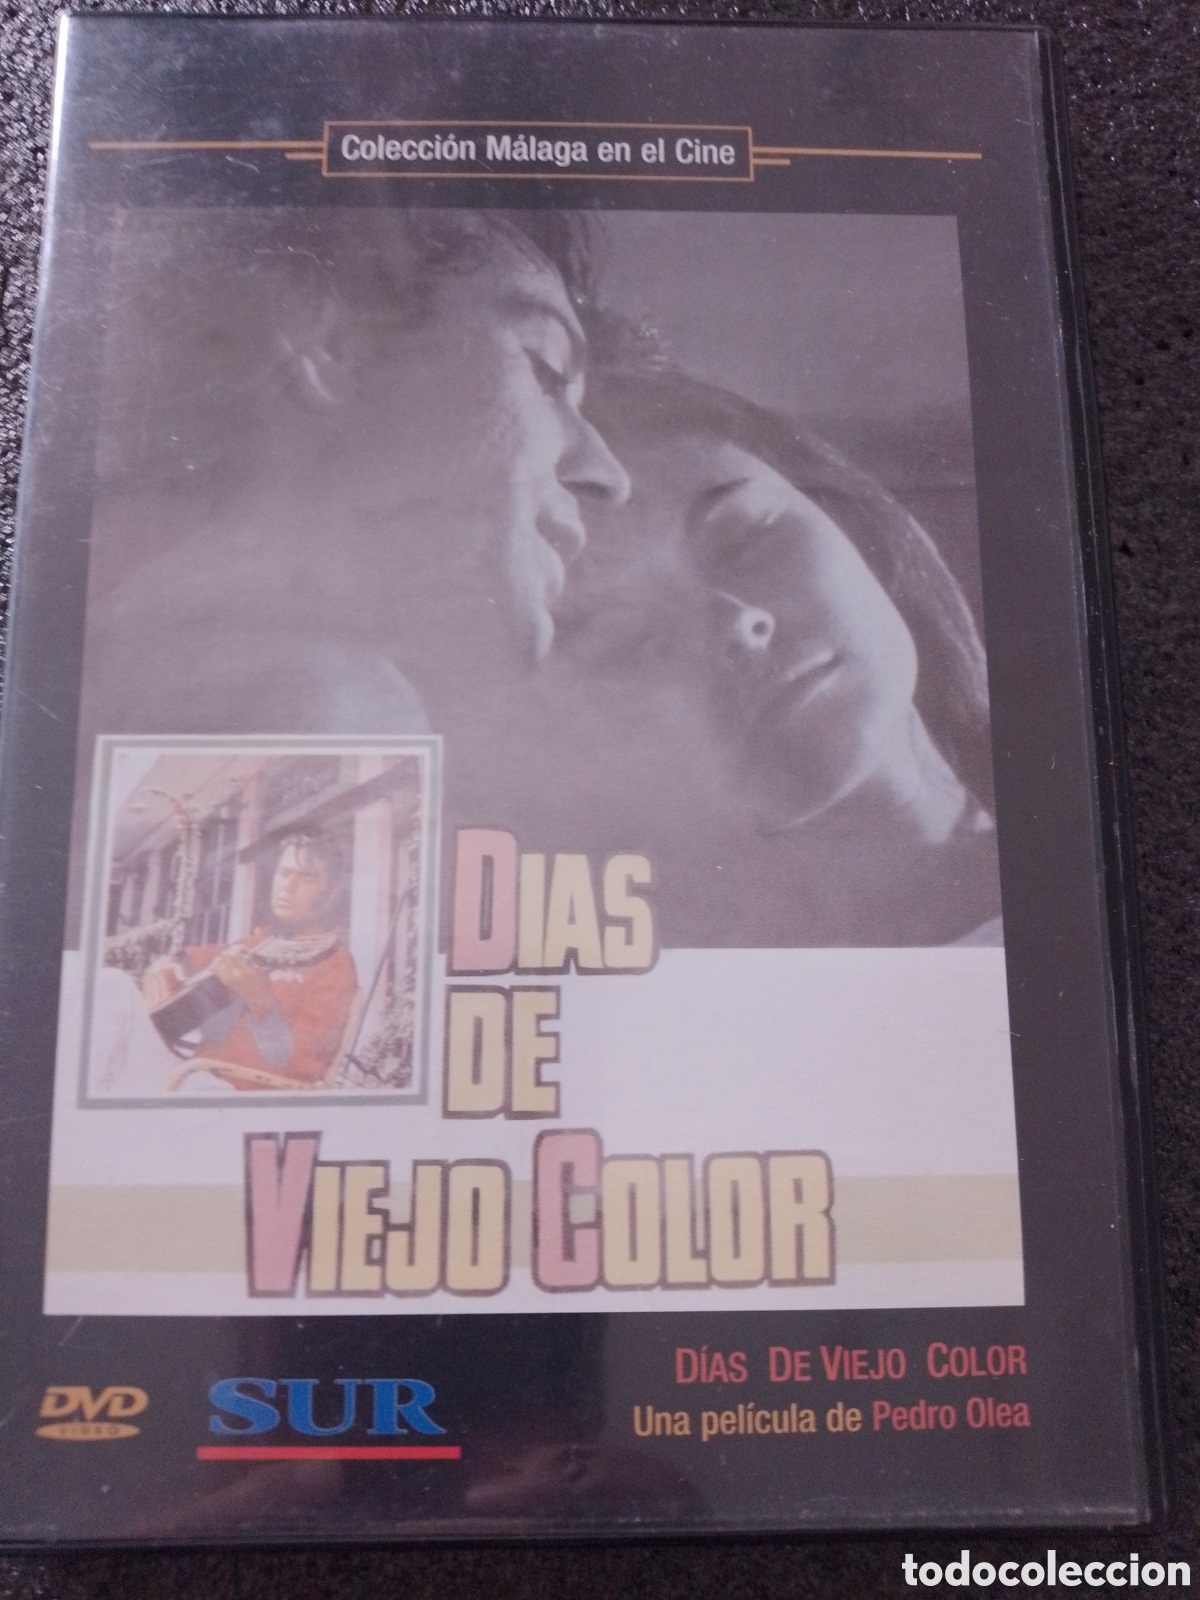 Colección Málaga en el Cine
DIAS
DE
VIEJO COLOR
DÍAS DE VIEJO COLOR
Una película de Pedro Olea
DVD
VIDEO
SUR
todocoleccion